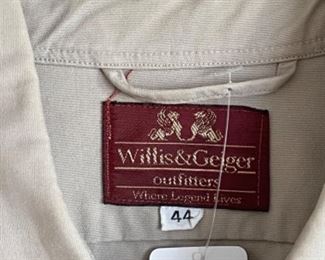 Willis & Geiger
outfitters
Where Legend Lives
44